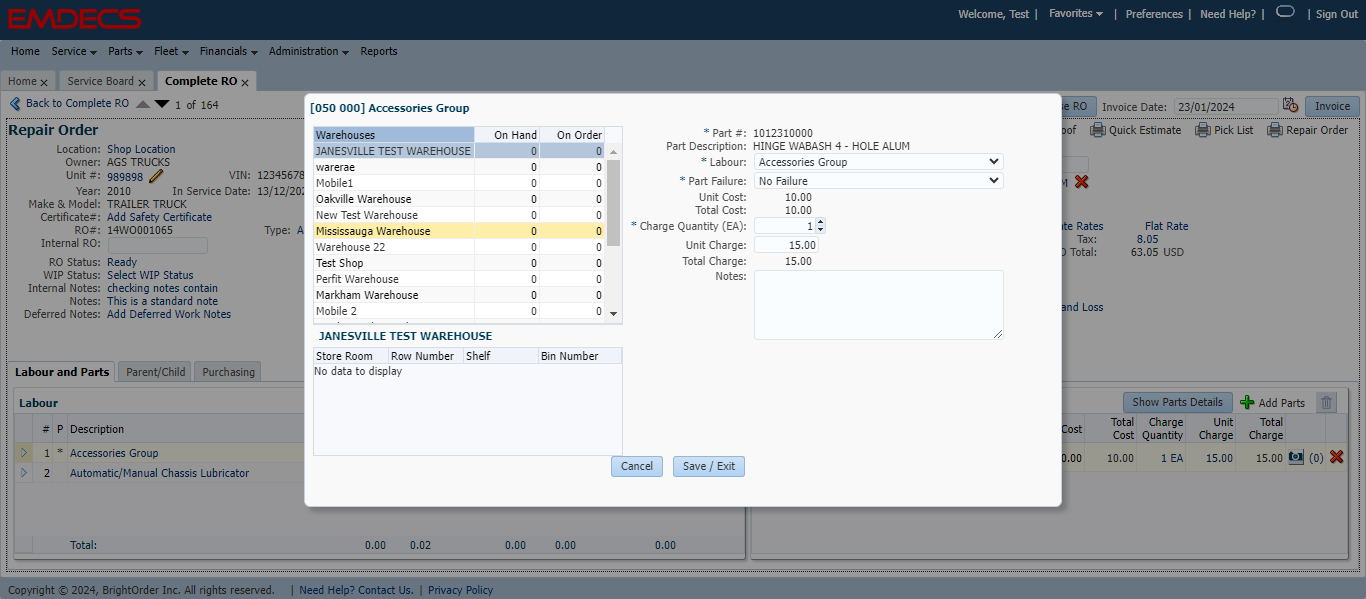 EMDECS
Welcome, Test | Favorites | Preferences | Need Help? | | Sign Out
Home Service Parts Fleet Financials Administration Reports
Home x Service Board x Complete RO x
Back to Complete RO 1 of 164
e RO Invoice Date: 23/01/2024 Invoice
Repair Order
oof Quick Estimate Pick List Repair Order
Location: Shop Location
Owner: AGS TRUCKS
Unit #: 989898 VIN: 12345678
Year: 2010 In Service Date: 13/12/202
Make & Model: TRAILER TRUCK
Certificate#: Add Safety Certificate
RO#: 14WO001065 Type: A
Internal RO:
RO Status: Ready
WIP Status: Select WIP Status
Internal Notes: checking notes contain
Notes: This is a standard note
Deferred Notes: Add Deferred Work Notes
te Rates Flat Rate
Tax: 8.05
O Total: 63.05 USD
and Loss
[050 000] Accessories Group
Warehouses On Hand On Order
JANESVILLE TEST WAREHOUSE 0 0
warerae 0 0
Mobile1 0 0
Oakville Warehouse 0 0
New Test Warehouse 0 0
Mississauga Warehouse 0 0
Warehouse 22 0 0
Test Shop 0 0
Perfit Warehouse 0 0
Markham Warehouse 0 0
Mobile 2 0 0
JANESVILLE TEST WAREHOUSE
Store Room Row Number Shelf Bin Number
No data to display
* Part #: 1012310000
Part Description: HINGE WABASH 4 - HOLE ALUM
* Labour: Accessories Group
* Part Failure: No Failure
Unit Cost: 10.00
Total Cost: 10.00
* Charge Quantity (EA): 1
Unit Charge: 15.00
Total Charge: 15.00
Notes:
Cancel Save / Exit
Labour and Parts Parent/Child Purchasing
Labour
# P Description
1 * Accessories Group
2 Automatic/Manual Chassis Lubricator
Total: 0.00 0.02 0.00 0.00 0.00
Show Parts Details Add Parts
Cost Total Cost Charge Quantity Unit Charge Total Charge
0.00 10.00 1 EA 15.00 15.00 (0)
Copyright © 2024, BrightOrder Inc. All rights reserved. | Need Help? Contact Us. | Privacy Policy